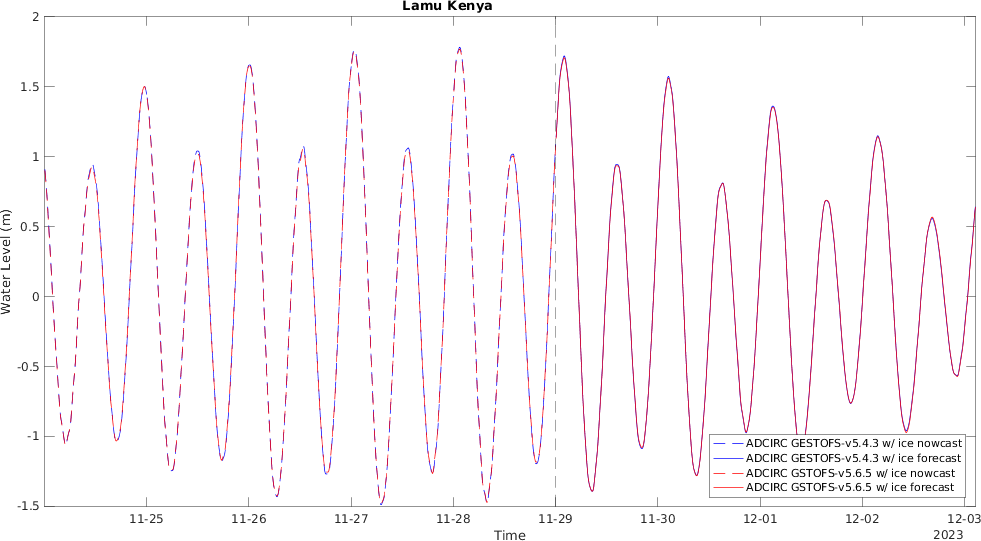 Lamu Kenya
2
1.5
1
0.5
0
-0.5
-1
-1.5
Water Level (m)
ADCIRC GESTOFS-v5.4.3 w/ ice nowcast
ADCIRC GESTOFS-v5.4.3 w/ ice forecast
ADCIRC GSTOFS-v5.6.5 w/ ice nowcast
ADCIRC GSTOFS-v5.6.5 w/ ice forecast
11-25 11-26 11-27 11-28 11-29 11-30 12-01 12-02 12-03
Time
2023